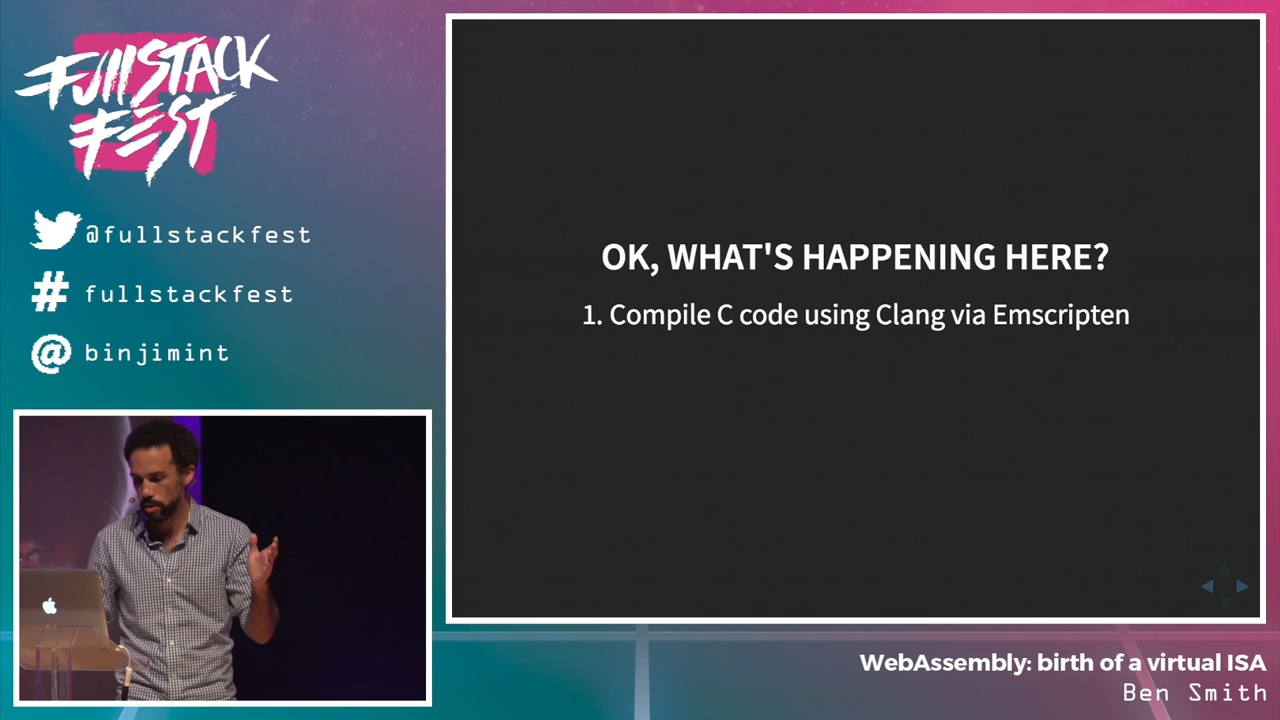 FullStack
Fest
@fullstackfest
# fullstackfest
@ binjimint
OK, WHAT'S HAPPENING HERE?
1. Compile C code using Clang via Emscripten
WebAssembly: birth of a virtual ISA
Ben Smith